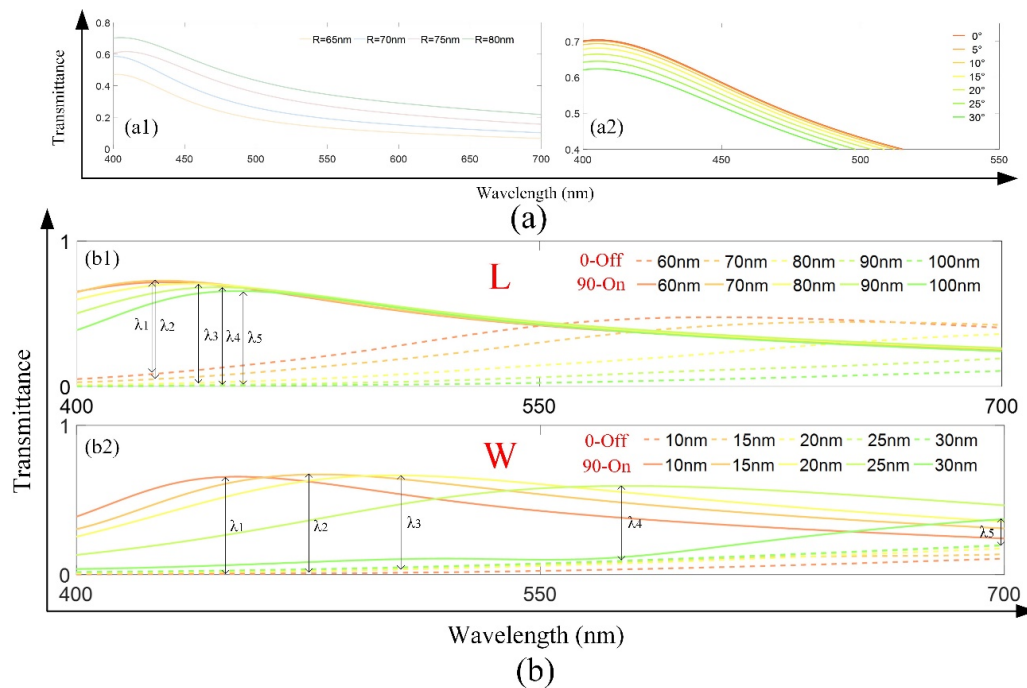 0.8
0.6
0.4
0.2
0
Transmittance
(a1)
R=65nm R=70nm R=75nm R=80nm
400 450 500 550 600 650 700
0.7
0.6
0.5
0.4
(a2)
0°
5°
10°
15°
20°
25°
30°
400 450 500 550
Wavelength (nm)
(a)
1
(b1)
L
0-Off 60nm 70nm 80nm 90nm 100nm
90-On 60nm 70nm 80nm 90nm 100nm
λ1 λ2 λ3 λ4 λ5
0
400 550 700
Transmittance
1
(b2)
W
0-Off 10nm 15nm 20nm 25nm 30nm
90-On 10nm 15nm 20nm 25nm 30nm
λ1 λ2 λ3 λ4 λ5
0
400 550 700
Wavelength (nm)
(b)